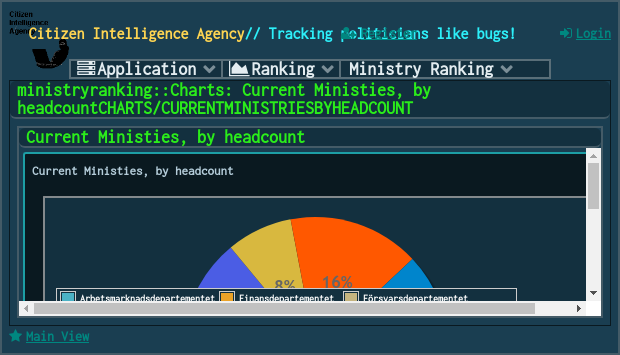 Citizen
Intelligence
Agency
Citizen Intelligence Agency// Tracking politicians like bugs!
Register
Login
Application
Ranking
Ministry Ranking
ministryranking::Charts: Current Ministies, by
headcountCHARTS/CURRENTMINISTRIESBYHEADCOUNT
Current Ministies, by headcount
Current Ministies, by headcount
8%
16%
Arbetsmarknadsdepartementet
Finansdepartementet
Försvarsdepartementet
Main View